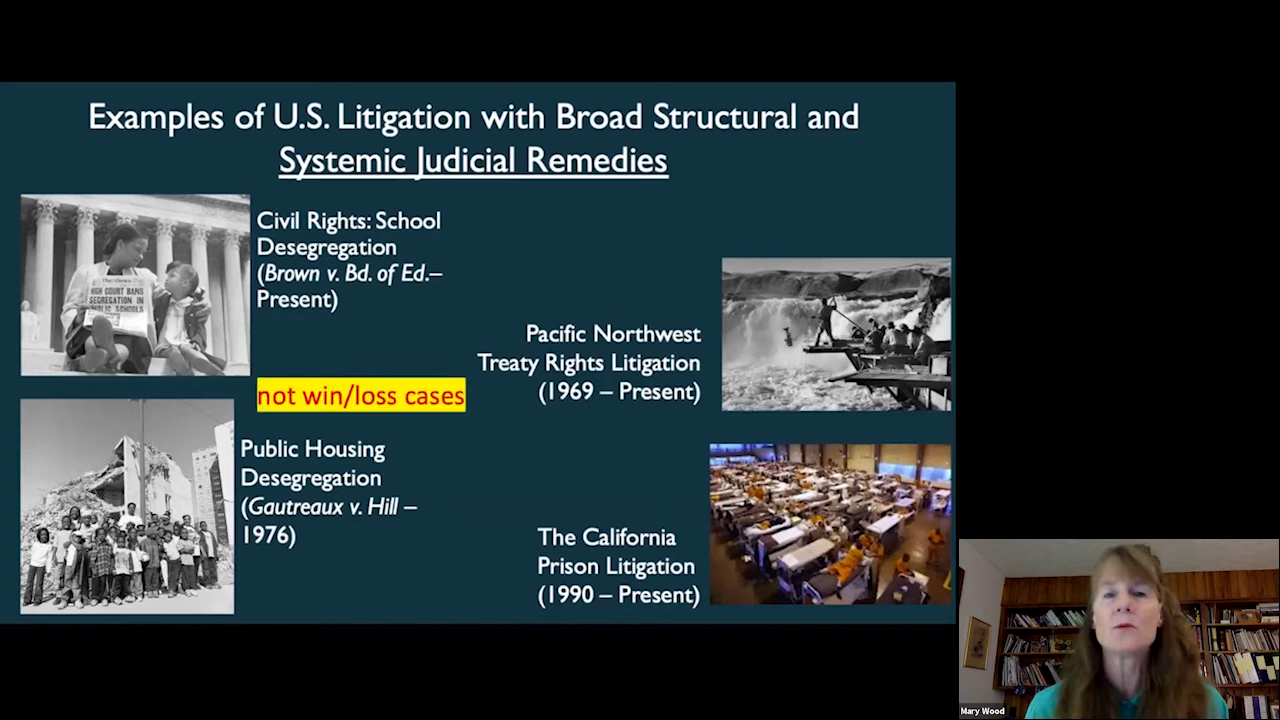 Examples of U.S. Litigation with Broad Structural and
Systemic Judicial Remedies
Civil Rights: School
Desegregation
(Brown v. Bd. of Ed.–
Present)
HIGH COURT BANS
SEGREGATION IN
PUBLIC SCHOOLS
Pacific Northwest
Treaty Rights Litigation
(1969 – Present)
not win/loss cases
Public Housing
Desegregation
(Gautreaux v. Hill –
1976)
The California
Prison Litigation
(1990 – Present)
Mary Wood